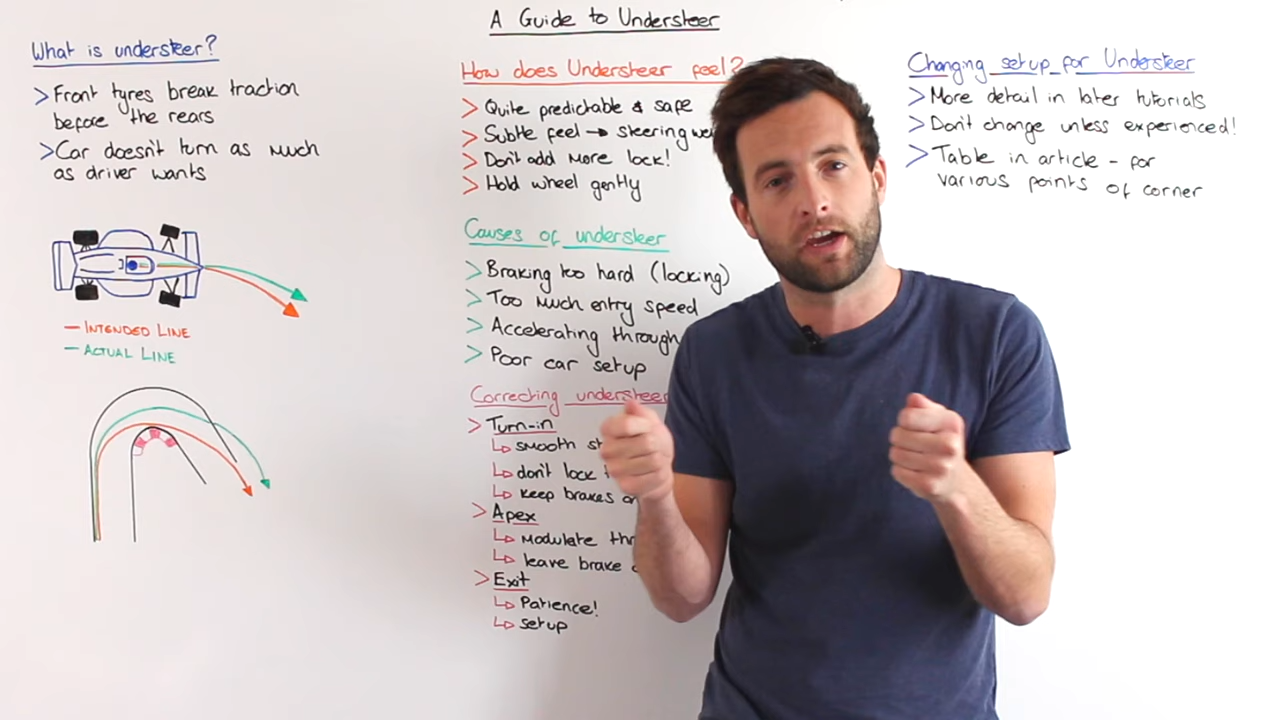 A Guide to Understeer
What is understeer?
> Front tyres break traction
before the rears
> Car doesn't turn as much
as driver wants
— INTENDED LINE
— ACTUAL LINE
How does Understeer feel?
> Quite predictable & safe
> Subtle feel → steering
> Don't add more lock!
> Hold wheel gently
Causes of understeer
> Braking too hard (locking)
> Too much entry speed
> Accelerating through
> Poor car setup
Correcting understeer
> Turn-in
↳ smooth
↳ don't lock
↳ keep brakes
> Apex
↳ Modulate
↳ leave brake
> Exit
↳ Patience!
↳ setup
Changing setup for Understeer
> More detail in later tutorials
> Don't change unless experienced!
> Table in article - for
various points of corner